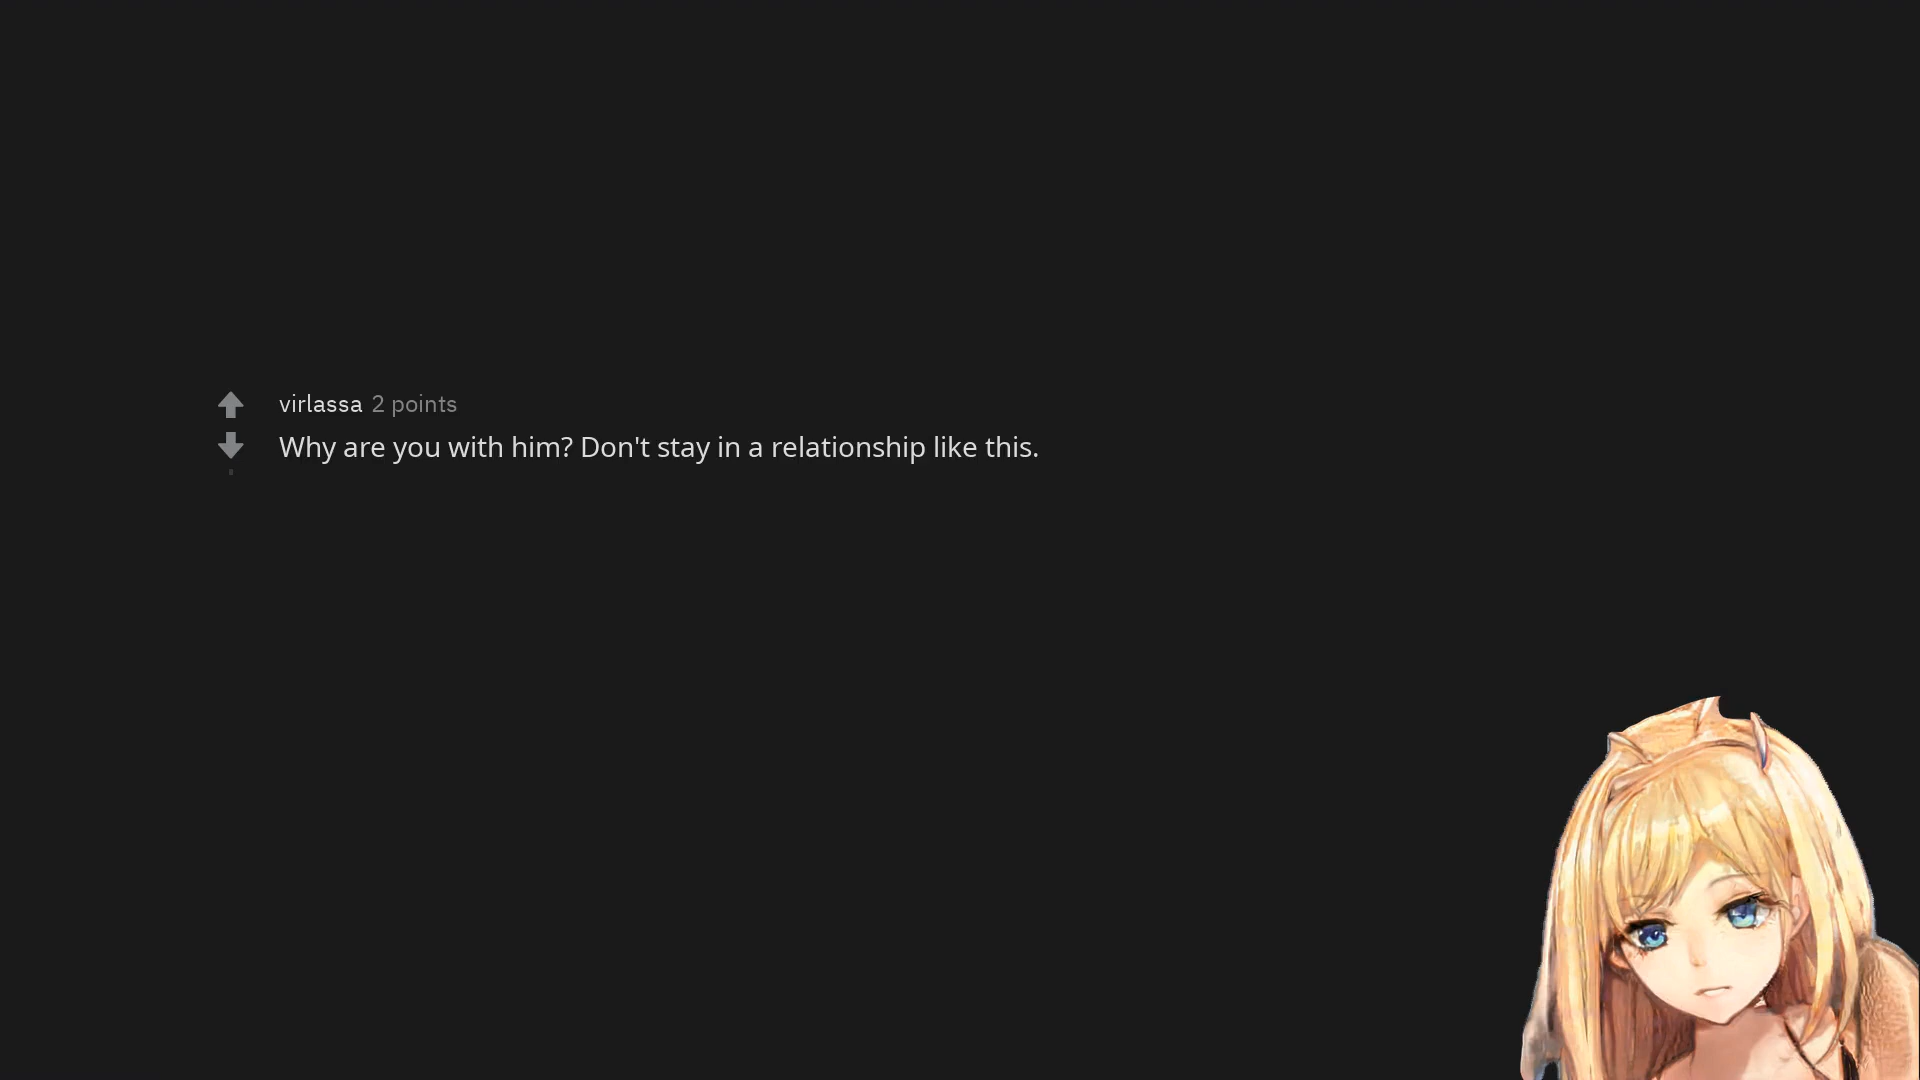 virlassa 2 points
Why are you with him? Don't stay in a relationship like this.